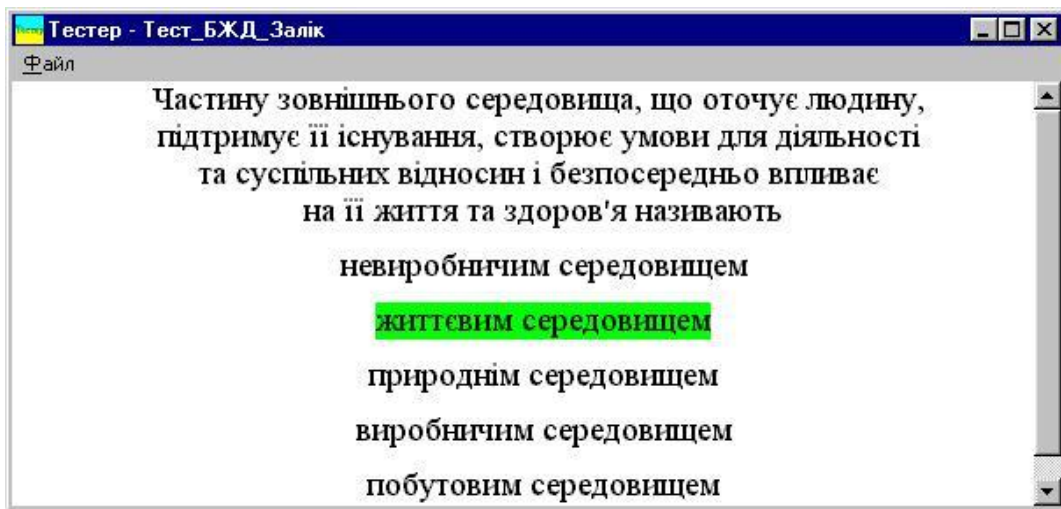 Тестер - Тест_БЖД_Залік
Файл
Частину зовнішнього середовища, що оточує людину,
підтримує її існування, створює умови для діяльності
та суспільних відносин і безпосередньо впливає
на її життя та здоров'я називають
невиробничим середовищем
життєвим середовищем
природнім середовищем
виробничим середовищем
побутовим середовищем